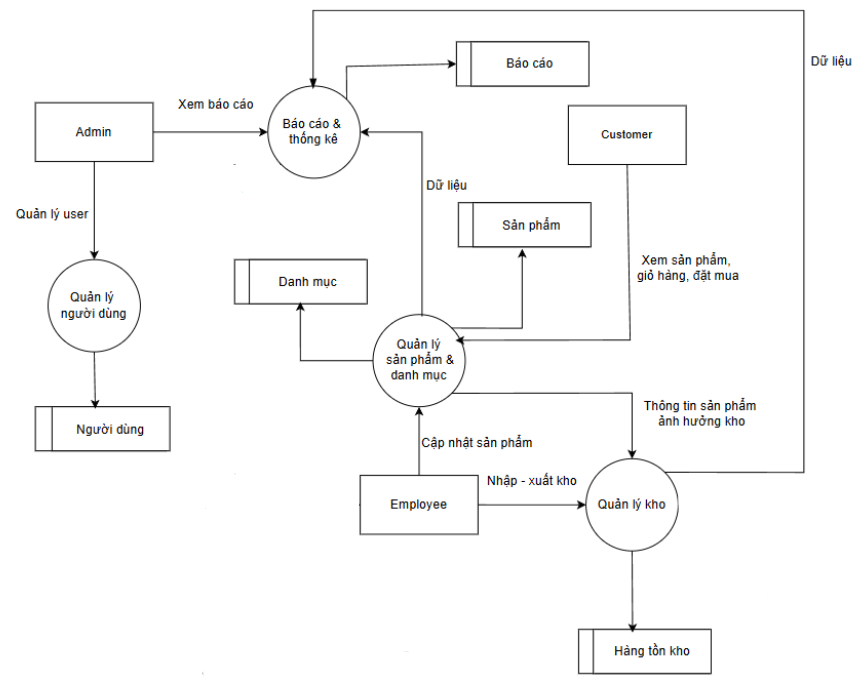 Dữ liệu
Báo cáo
Xem báo cáo
Admin
Báo cáo &
thống kê
Customer
Dữ liệu
Quản lý user
Sản phẩm
Xem sản phẩm,
giỏ hàng, đặt mua
Danh mục
Quản lý
người dùng
Quản lý
sản phẩm &
danh mục
Thông tin sản phẩm
ảnh hưởng kho
Người dùng
Cập nhật sản phẩm
Nhập - xuất kho
Employee
Quản lý kho
Hàng tồn kho